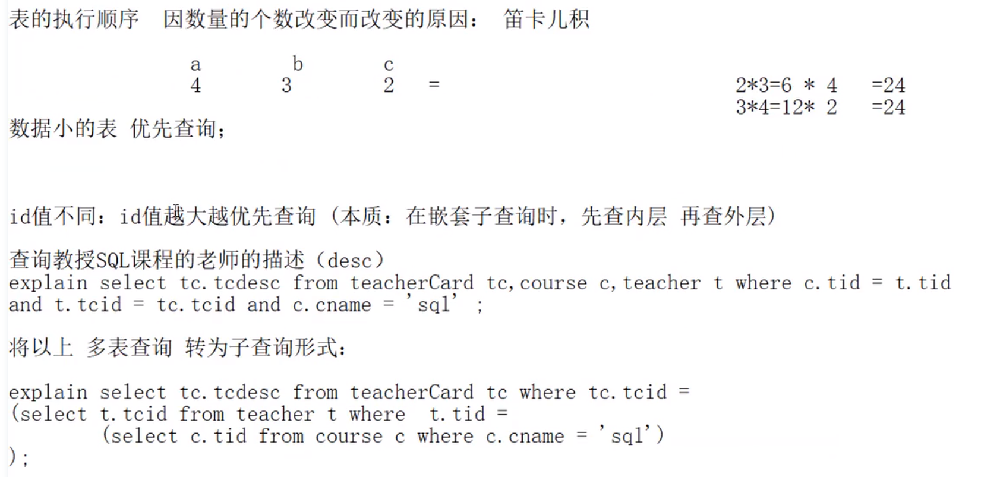 表的执行顺序  因数量的个数改变而改变的原因： 笛卡儿积
a b c
4 3 2 = 2*3=6 * 4 =24
3*4=12* 2 =24
数据小的表 优先查询；
id值不同：id值越大越优先查询 (本质：在嵌套子查询时，先查内层 再查外层)
查询教授SQL课程的老师的描述（desc）
explain select tc.tcdesc from teacherCard tc,course c,teacher t where c.tid = t.tid
and t.tcid = tc.tcid and c.cname = 'sql' ;
将以上 多表查询 转为子查询形式：
explain select tc.tcdesc from teacherCard tc where tc.tcid =
(select t.tcid from teacher t where  t.tid =
(select c.tid from course c where c.cname = 'sql')
);